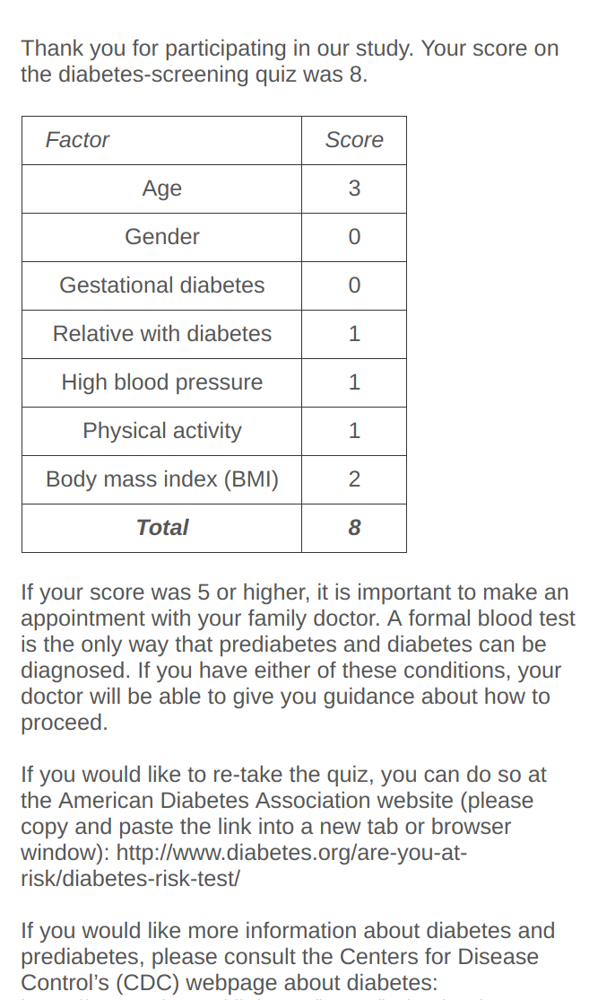 Thank you for participating in our study. Your score on
the diabetes-screening quiz was 8.
Factor Score
Age 3
Gender 0
Gestational diabetes 0
Relative with diabetes 1
High blood pressure 1
Physical activity 1
Body mass index (BMI) 2
Total 8
If your score was 5 or higher, it is important to make an
appointment with your family doctor. A formal blood test
is the only way that prediabetes and diabetes can be
diagnosed. If you have either of these conditions, your
doctor will be able to give you guidance about how to
proceed.
If you would like to re-take the quiz, you can do so at
the American Diabetes Association website (please
copy and paste the link into a new tab or browser
window): http://www.diabetes.org/are-you-at-
risk/diabetes-risk-test/
If you would like more information about diabetes and
prediabetes, please consult the Centers for Disease
Control’s (CDC) webpage about diabetes: